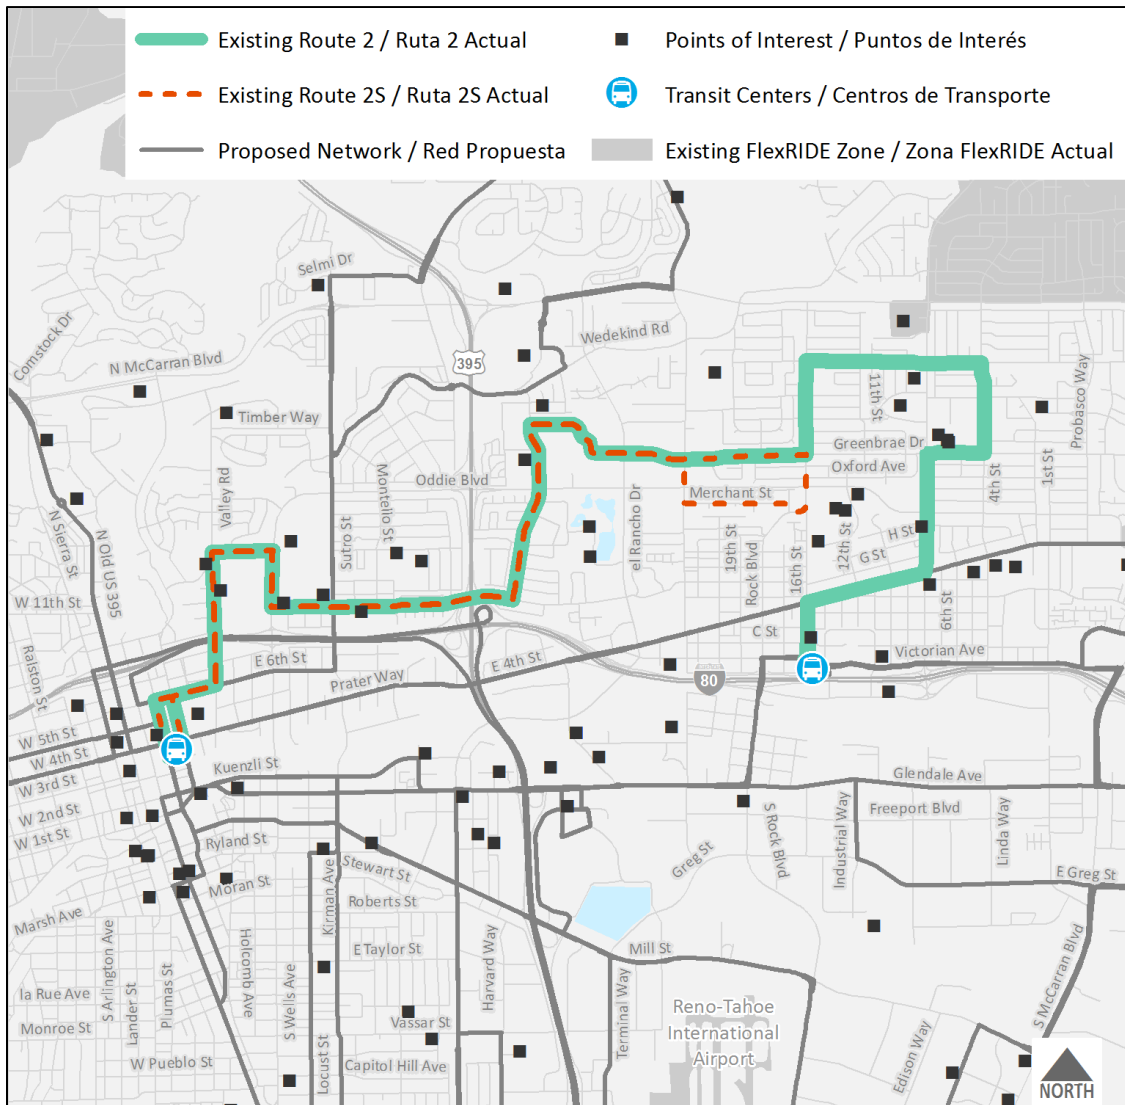 Existing Route 2 / Ruta 2 Actual
Points of Interest / Puntos de Interés
Existing Route 2S / Ruta 2S Actual
Transit Centers / Centros de Transporte
Proposed Network / Red Propuesta
Existing FlexRIDE Zone / Zona FlexRIDE Actual
Selmi Dr
Comstock Dr
N McCarran Blvd
395
Wedekind Rd
Timber Way
11th St
Probasco Way
Greenbrae Dr
Oxford Ave
Oddie Blvd
Montello St
Valley Rd
Merchant St
4th St
1st St
N Sierra St
N Old US 395
Sutro St
el Rancho Dr
19th St
Rock Blvd
16th St
12th St
H St
G St
W 11th St
6th St
C St
Victorian Ave
Ralston St
E 6th St
E 4th St
Prater Way
80
W 5th St
W 4th St
W 3rd St
W 2nd St
W 1st St
Kuenzli St
Glendale Ave
Freeport Blvd
S Rock Blvd
Industrial Way
Linda Way
Ryland St
Stewart St
Greg St
E Greg St
Moran St
Kirman Ave
Roberts St
Marsh Ave
S Arlington Ave
Holcomb Ave
E Taylor St
Harvard Way
Mill St
S McCarran Blvd
la Rue Ave
Lander St
Plumas St
S Wells Ave
Monroe St
Vassar St
Terminal Way
Reno-Tahoe
International
Airport
Edison Way
W Pueblo St
Locust St
Capitol Hill Ave
NORTH